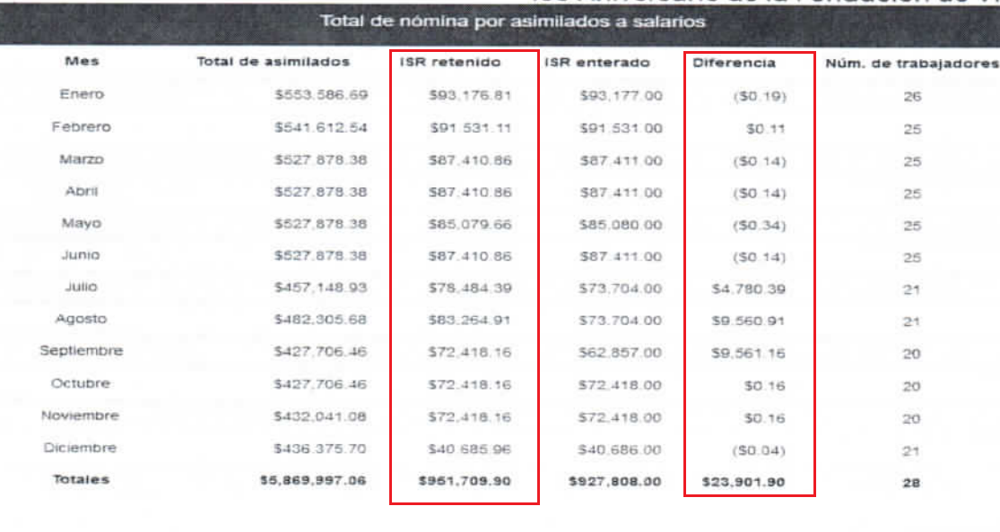 Aniversario de la Fundación de
Total de nómina por asimilados a salarios
Mes Total de asimilados ISR retenido ISR enterado Diferencia Núm. de trabajadores
Enero $553.586.69 $93,176.81 $93,177.00 ($0.19) 26
Febrero $541.612.54 $91.531.11 $91.531.00 $0.11 25
Marzo $527.878.38 $87.410.86 $87.411.00 ($0.14) 25
Abril $527.878.38 $87.410.86 $87.411.00 ($0.14) 25
Mayo $527,878.38 $85,079.66 $85.080.00 ($0.34) 25
Junio $527.878.38 $87.410.86 $87.411.00 ($0.14) 25
Julio $457,148.93 $78,484.39 $73,704.00 $4.780.39 21
Agosto $482,305.68 $83,264.91 $73.704.00 $9.560.91 21
Septiembre $427,706.46 $72,418.16 $62,857.00 $9,561.16 20
Octubre $427,706.46 $72.418.16 $72,418.00 $0.16 20
Noviembre $432,041.08 $72,418.16 $72,418.00 $0.16 20
Diciembre $436.375.70 $40.685.96 $40,686.00 ($0.04) 21
Totales $5,869,997.06 $951,709.90 $927,808.00 $23,901.90 28